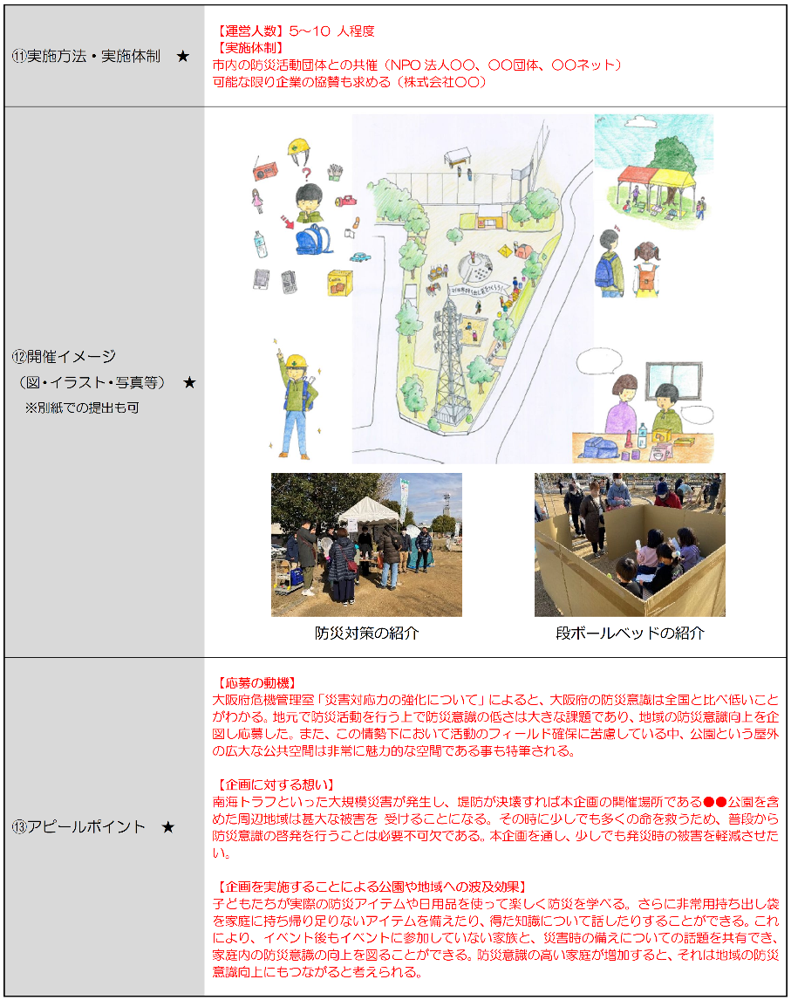 ⑪実施方法・実施体制　★
【運営人数】５～10 人程度
【実施体制】
市内の防災活動団体との共催（NPO 法人〇〇、〇〇団体、〇〇ネット）
可能な限り企業の協賛も求める（株式会社〇〇）
⑫開催イメージ
（図・イラスト・写真等）　★
※別紙での提出も可
防災対策の紹介
段ボールベッドの紹介
⑬アピールポイント　★
【応募の動機】
大阪府危機管理室「災害対応力の強化について」によると、大阪府の防災意識は全国と比べ低いこと
がわかる。地元で防災活動を行う上で防災意識の低さは大きな課題であり、地域の防災意識向上を企
図し応募した。また、この情勢下において活動のフィールド確保に苦慮している中、公園という屋外
の広大な公共空間は非常に魅力的な空間である事も特筆される。
【企画に対する想い】
南海トラフといった大規模災害が発生し、堤防が決壊すれば本企画の開催場所である●●公園を含
めた周辺地域は甚大な被害を 受けることになる。その時に少しでも多くの命を救うため、普段から
防災意識の啓発を行うことは必要不可欠である。本企画を通し、少しでも発災時の被害を軽減させた
い。
【企画を実施することによる公園や地域への波及効果】
子どもたちが実際の防災アイテムや日用品を使って楽しく防災を学べる。さらに非常用持ち出し袋
を家庭に持ち帰り足りないアイテムを備えたり、得た知識について話したりすることができる。これ
により、イベント後もイベントに参加していない家族と、災害時の備えについての話題を共有でき、
家庭内の防災意識の向上を図ることができる。防災意識の高い家庭が増加すると、それは地域の防災
意識向上にもつながると考えられる。